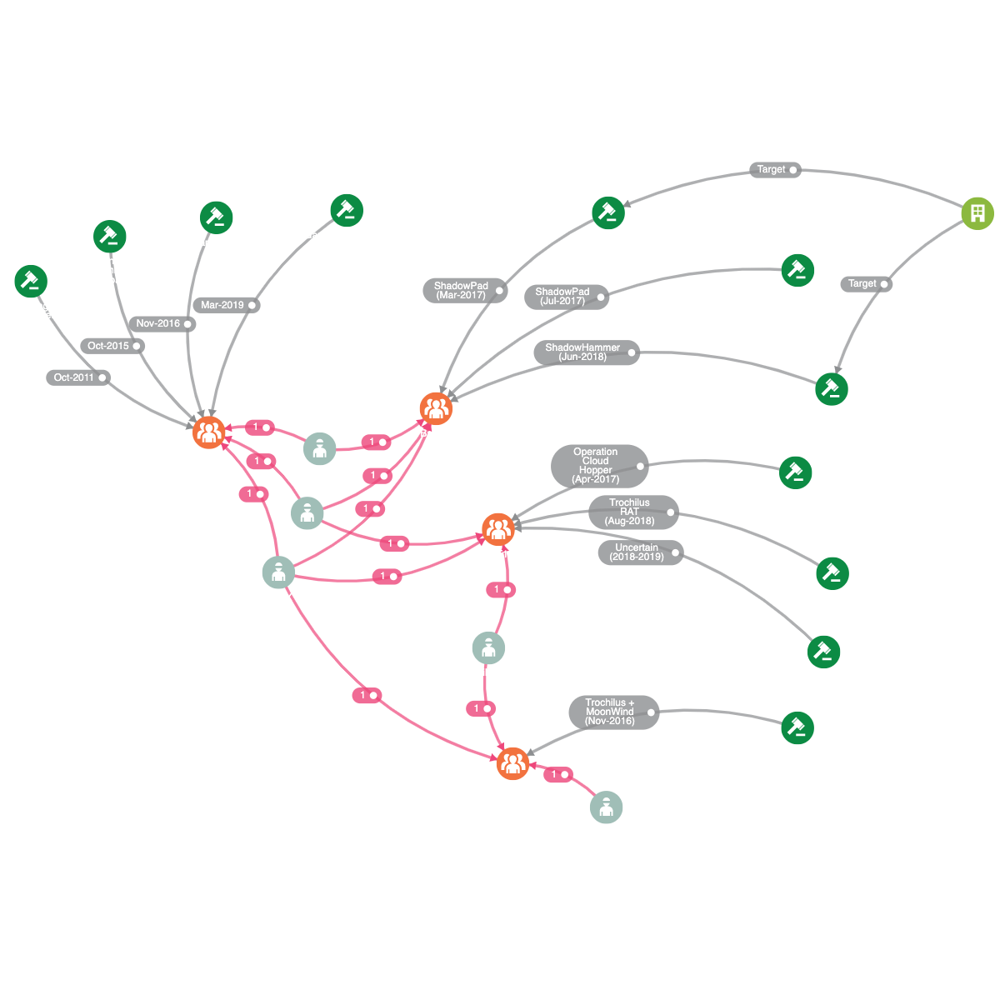 Target
Target
ShadowPad
(Mar-2017)
ShadowPad
(Jul-2017)
Mar-2019
Nov-2016
Oct-2015
ShadowHammer
(Jun-2018)
Oct-2011
1
1
1
1
1
1
Operation
Cloud
Hopper
(Apr-2017)
Trochilus
RAT
(Aug-2018)
1
Uncertain
(2018-2019)
1
1
1
Trochilus +
MoonWind
(Nov-2016)
1
1